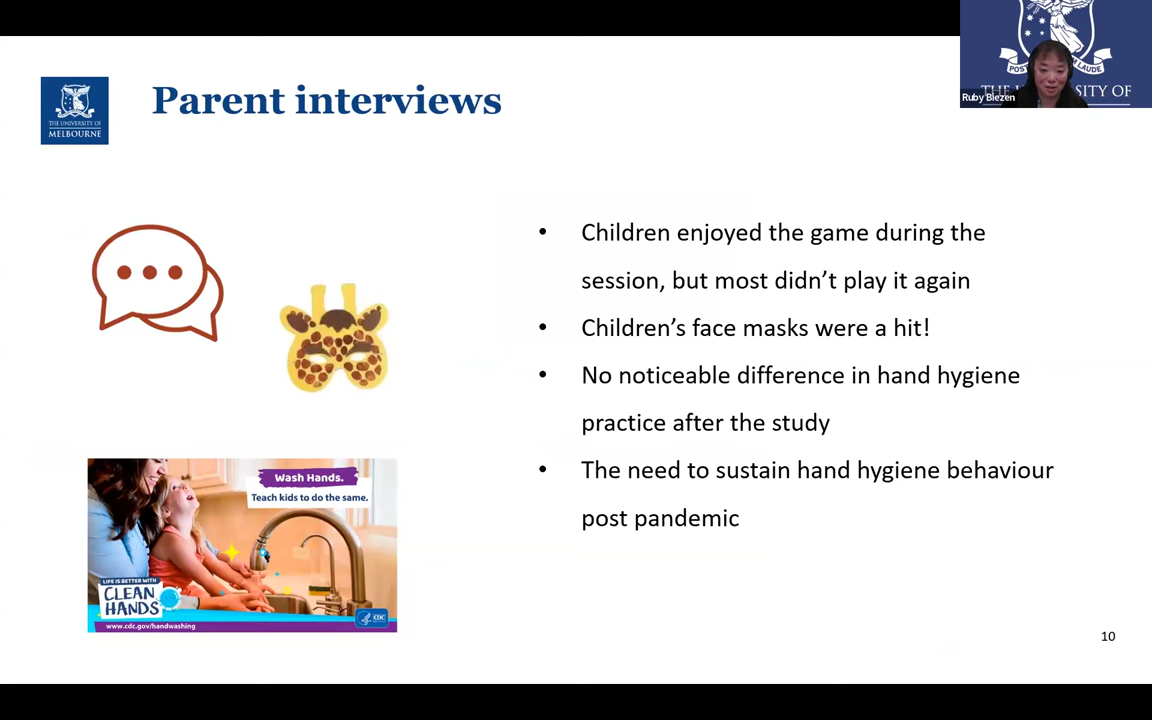 Parent interviews
THE UNIVERSITY OF
MELBOURNE
Ruby Biezen
• Children enjoyed the game during the
session, but most didn’t play it again
• Children’s face masks were a hit!
• No noticeable difference in hand hygiene
practice after the study
• The need to sustain hand hygiene behaviour
post pandemic
Wash Hands.
Teach kids to do the same.
LIFE IS BETTER WITH
CLEAN
HANDS
www.cdc.gov/handwashing
CDC
10